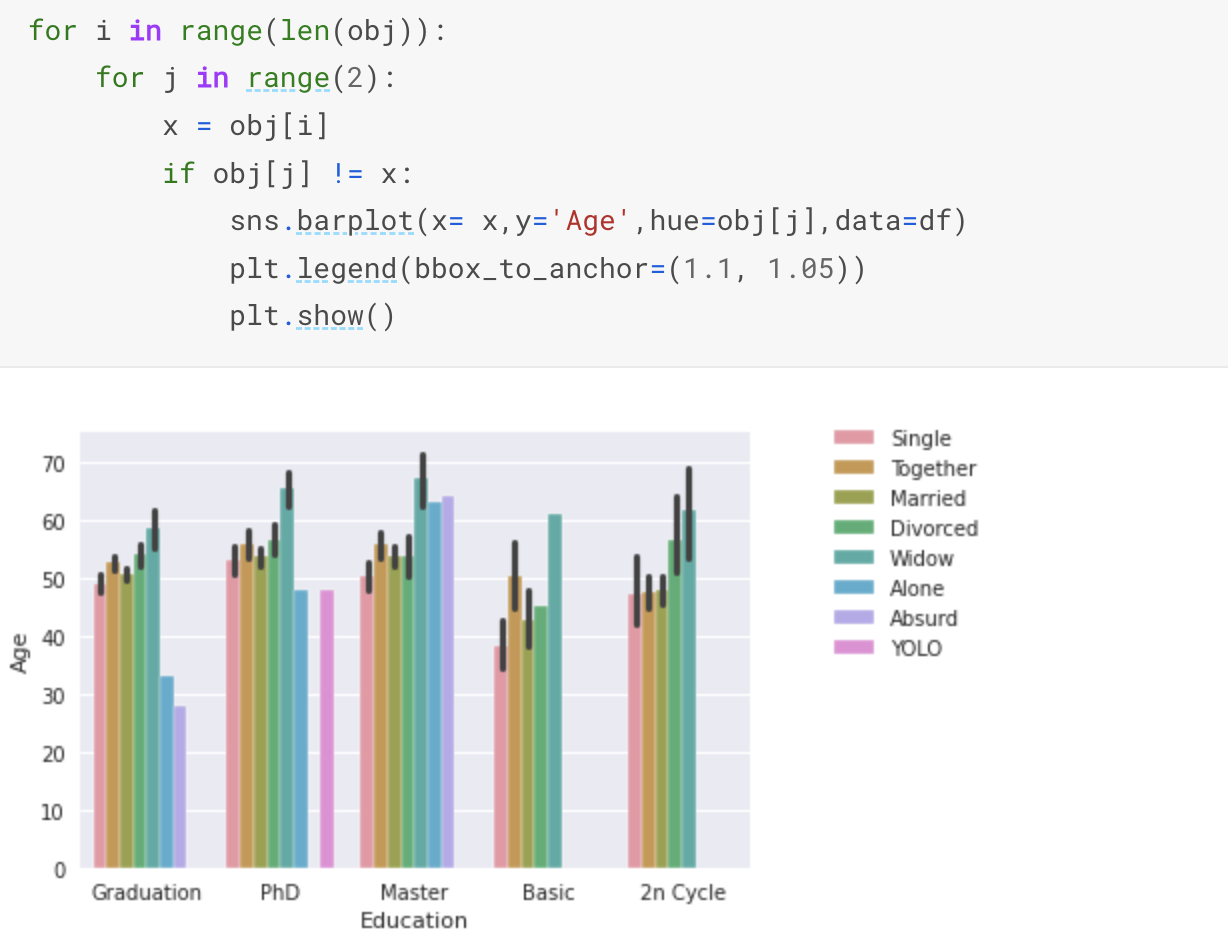 for i in range(len(obj)):
    for j in range(2):
        x = obj[i]
        if obj[j] != x:
            sns.barplot(x= x,y='Age',hue=obj[j],data=df)
            plt.legend(bbox_to_anchor=(1.1, 1.05))
            plt.show()
Single
Together
Married
Divorced
Widow
Alone
Absurd
YOLO
70
60
50
40
30
20
10
0
Age
Graduation PhD Master Basic 2n Cycle
Education